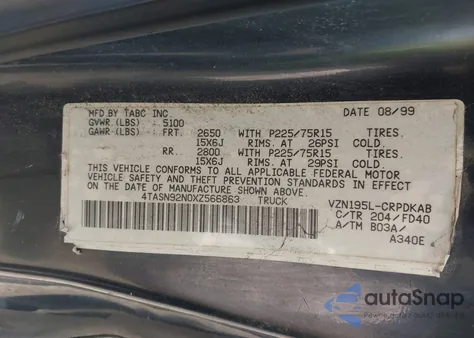 MFD BY TABC INC DATE 08/99
GVWR (LBS) 5100
GAWR (LBS) FRT. 2650 WITH P225/75R15 TIRES.
15X6J RIMS. AT 26PSI COLD.
RR. 2800 WITH P225/75R15 TIRES.
15X6J RIMS. AT 29PSI COLD.
THIS VEHICLE CONFORMS TO ALL APPLICABLE FEDERAL MOTOR
VEHICLE SAFETY AND THEFT PREVENTION STANDARDS IN
EFFECT ON THE DATE OF MANUFACTURE SHOWN ABOVE.
4TASN92N0XZ566863 TRUCK VZN195L-CRPDKAB
C/TR 204/FD40
A/TM B03A/
A340E
autoSnap